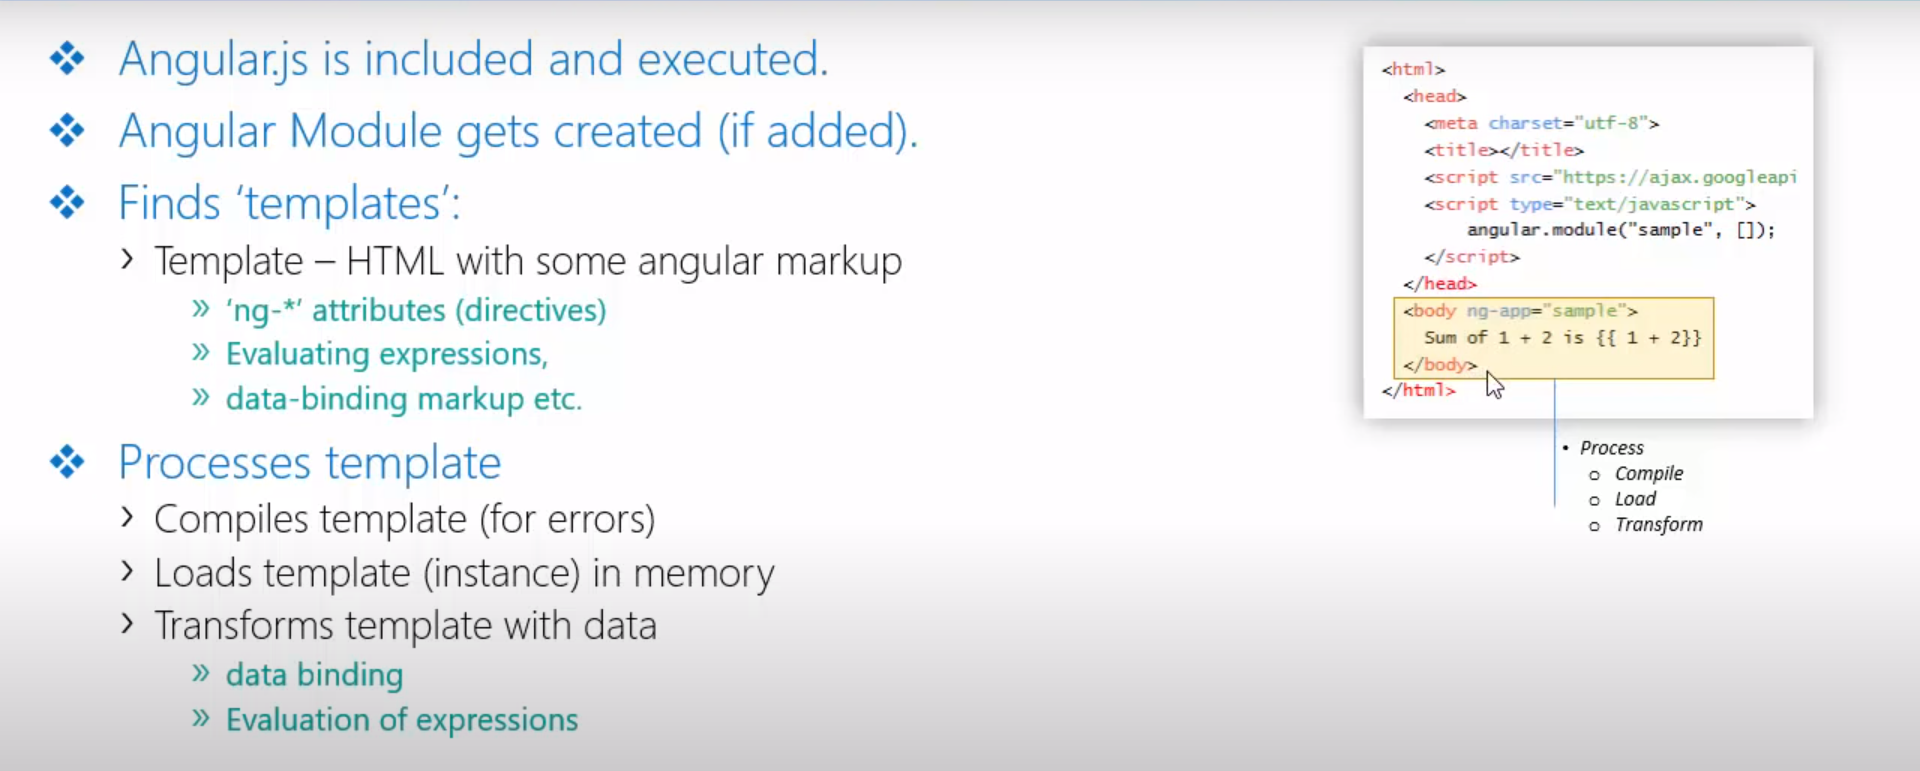 Angular.js is included and executed.
Angular Module gets created (if added).
Finds ‘templates’:
Template – HTML with some angular markup
‘ng-*’ attributes (directives)
Evaluating expressions,
data-binding markup etc.
Processes template
Compiles template (for errors)
Loads template (instance) in memory
Transforms template with data
data binding
Evaluation of expressions
<html>
<head>
<meta charset="utf-8">
<title></title>
<script src="https://ajax.googleapi
<script type="text/javascript">
angular.module("sample", []);
</script>
</head>
<body ng-app="sample">
Sum of 1 + 2 is {{ 1 + 2}}
</body>
</html>
• Process
o Compile
o Load
o Transform